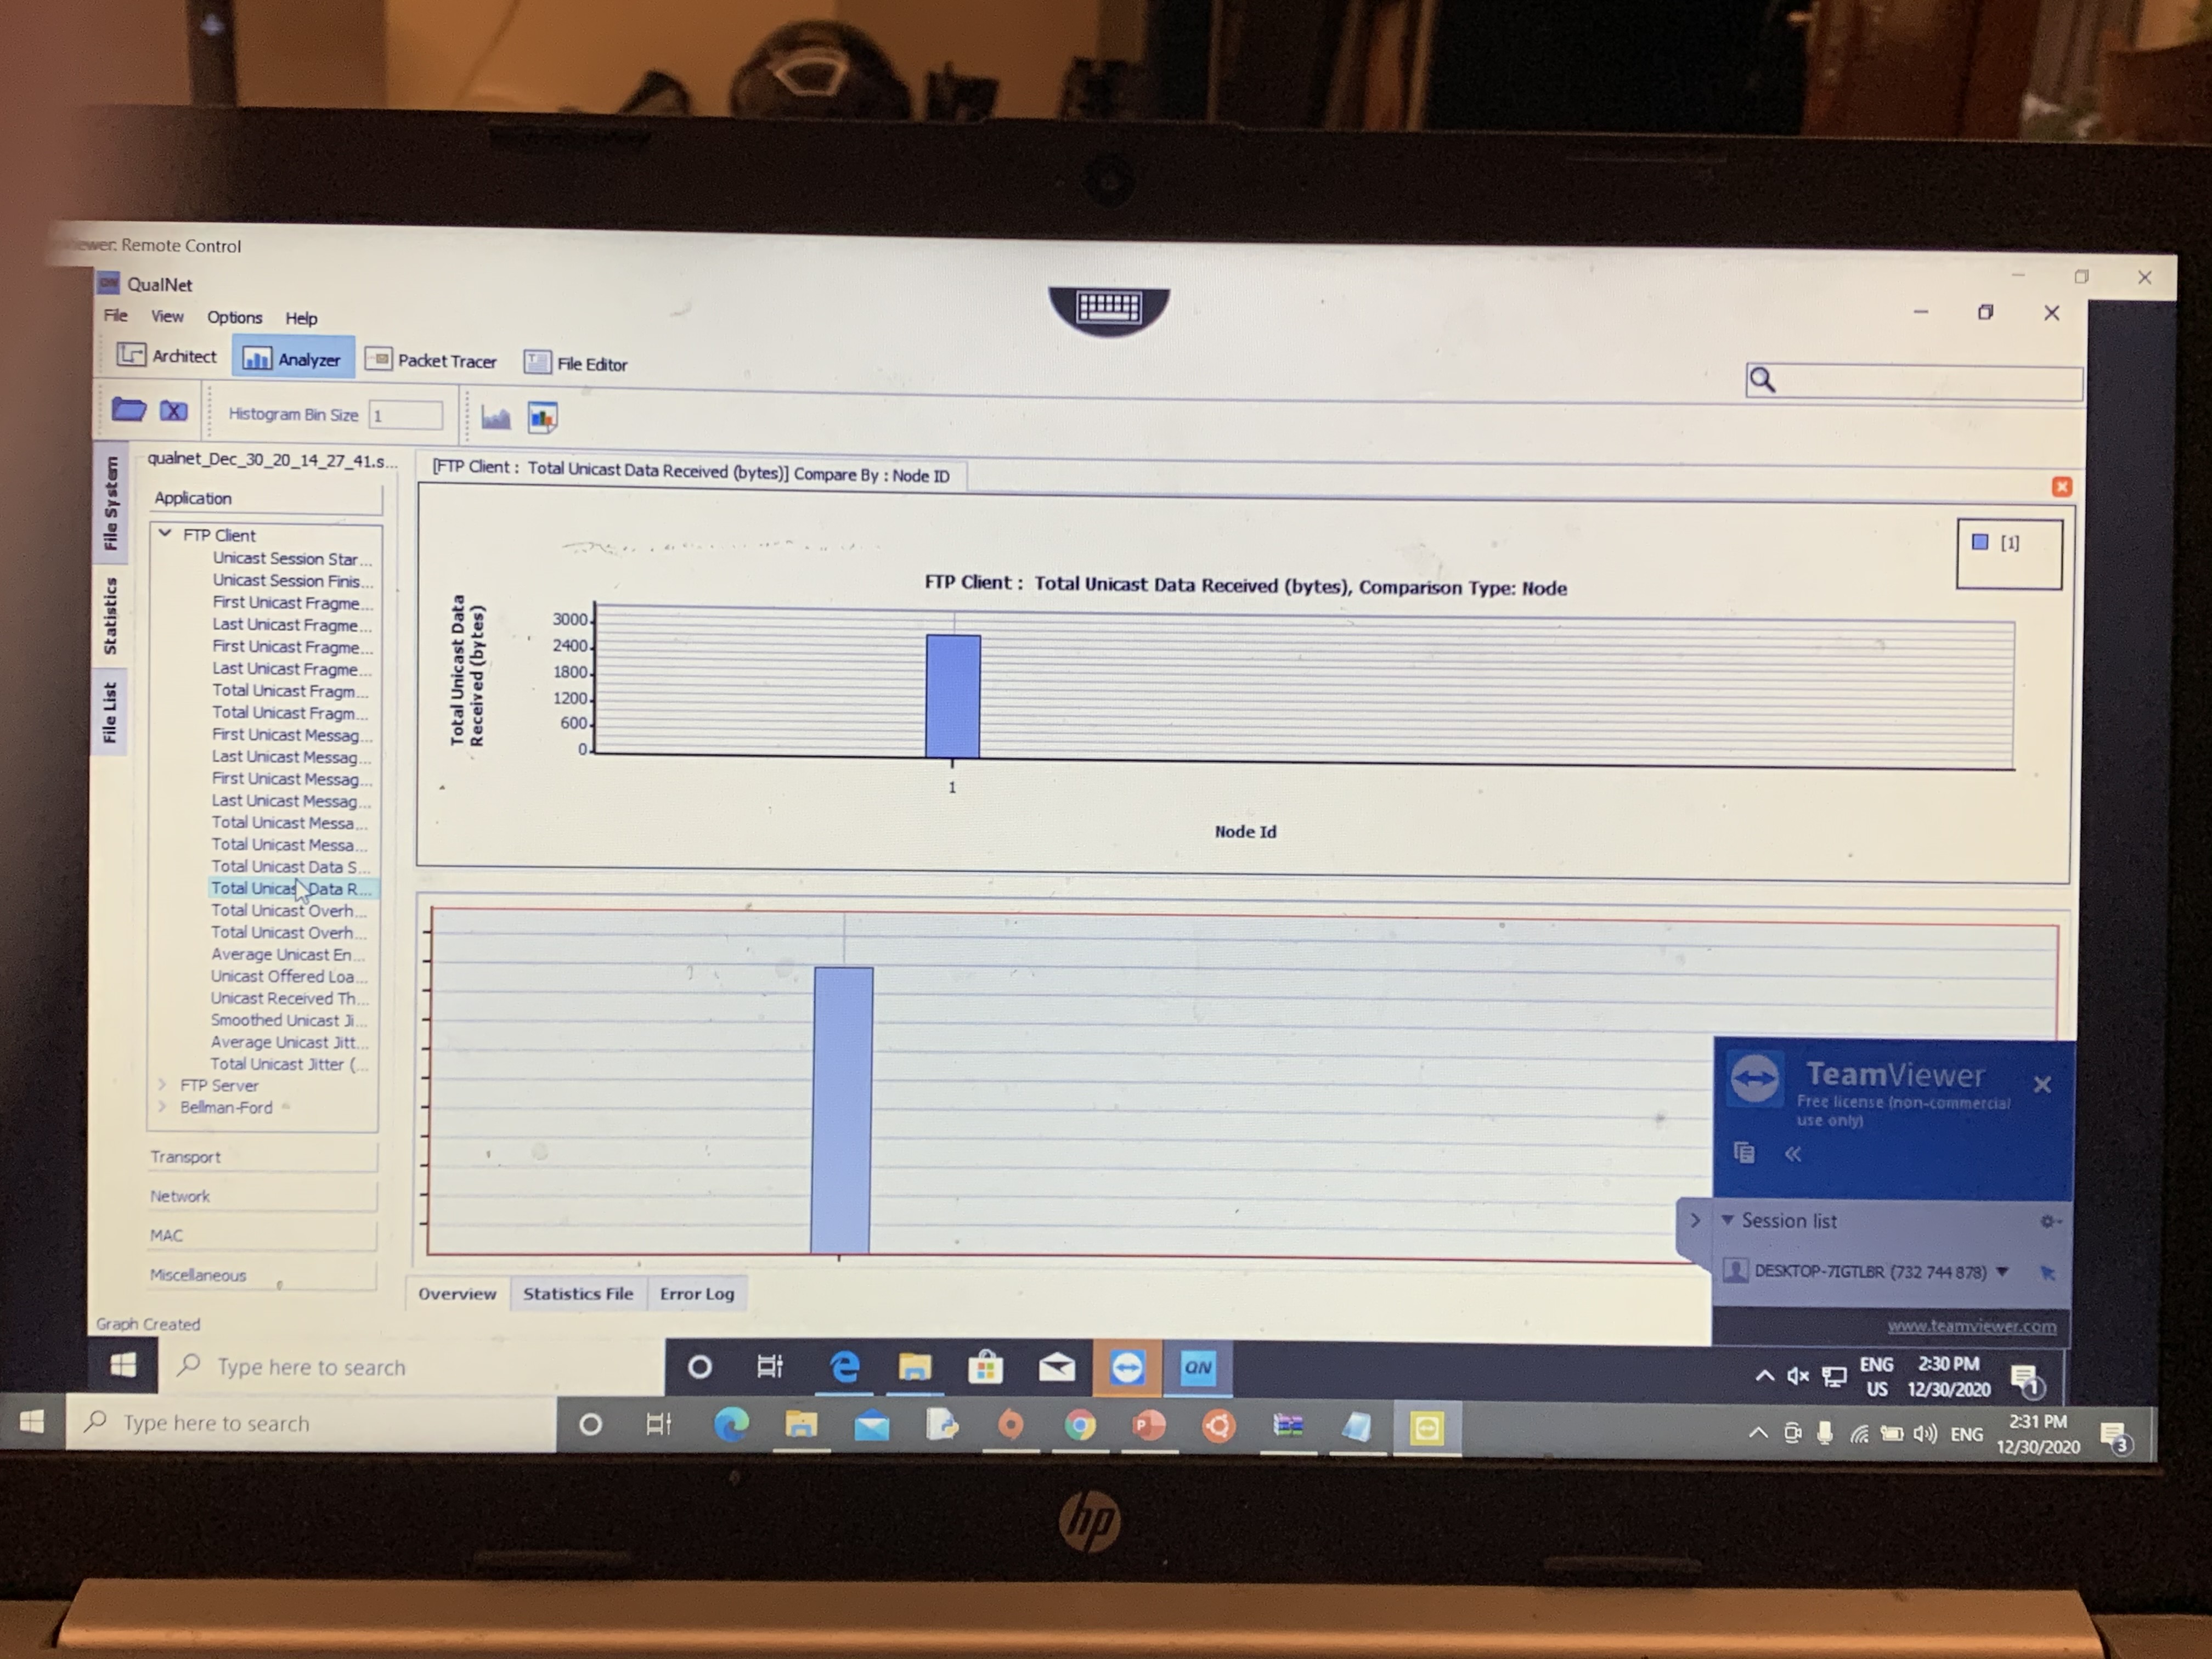 ewer: Remote Control
QualNet
File View Options Help
Architect Analyzer Packet Tracer File Editor
Histogram Bin Size 1
File System
Statistics
File List
qualnet_Dec_30_20_14_27_41.s...
Application
FTP Client
Unicast Session Star...
Unicast Session Finis...
First Unicast Fragme...
Last Unicast Fragme...
First Unicast Fragme...
Last Unicast Fragme...
Total Unicast Fragm...
Total Unicast Fragm...
First Unicast Messag...
Last Unicast Messag...
First Unicast Messag...
Last Unicast Messag...
Total Unicast Messa...
Total Unicast Messa...
Total Unicast Data S...
Total Unicast Data R...
Total Unicast Overh...
Total Unicast Overh...
Average Unicast En...
Unicast Offered Loa...
Unicast Received Th...
Smoothed Unicast Ji...
Average Unicast Jitt...
Total Unicast Jitter (...
FTP Server
Bellman-Ford
Transport
Network
MAC
Miscellaneous
Graph Created
[FTP Client : Total Unicast Data Received (bytes)] Compare By : Node ID
[1]
FTP Client : Total Unicast Data Received (bytes), Comparison Type: Node
Total Unicast Data
Received (bytes)
3000
2400
1800
1200
600
0
1
Node Id
Overview Statistics File Error Log
TeamViewer
Free license (non-commercial
use only)
Session list
DESKTOP-7IGTLBR (732 744 878)
www.teamviewer.com
Type here to search
QN
ENG
US
2:30 PM
12/30/2020
1
Type here to search
ENG
2:31 PM
12/30/2020
3
hp